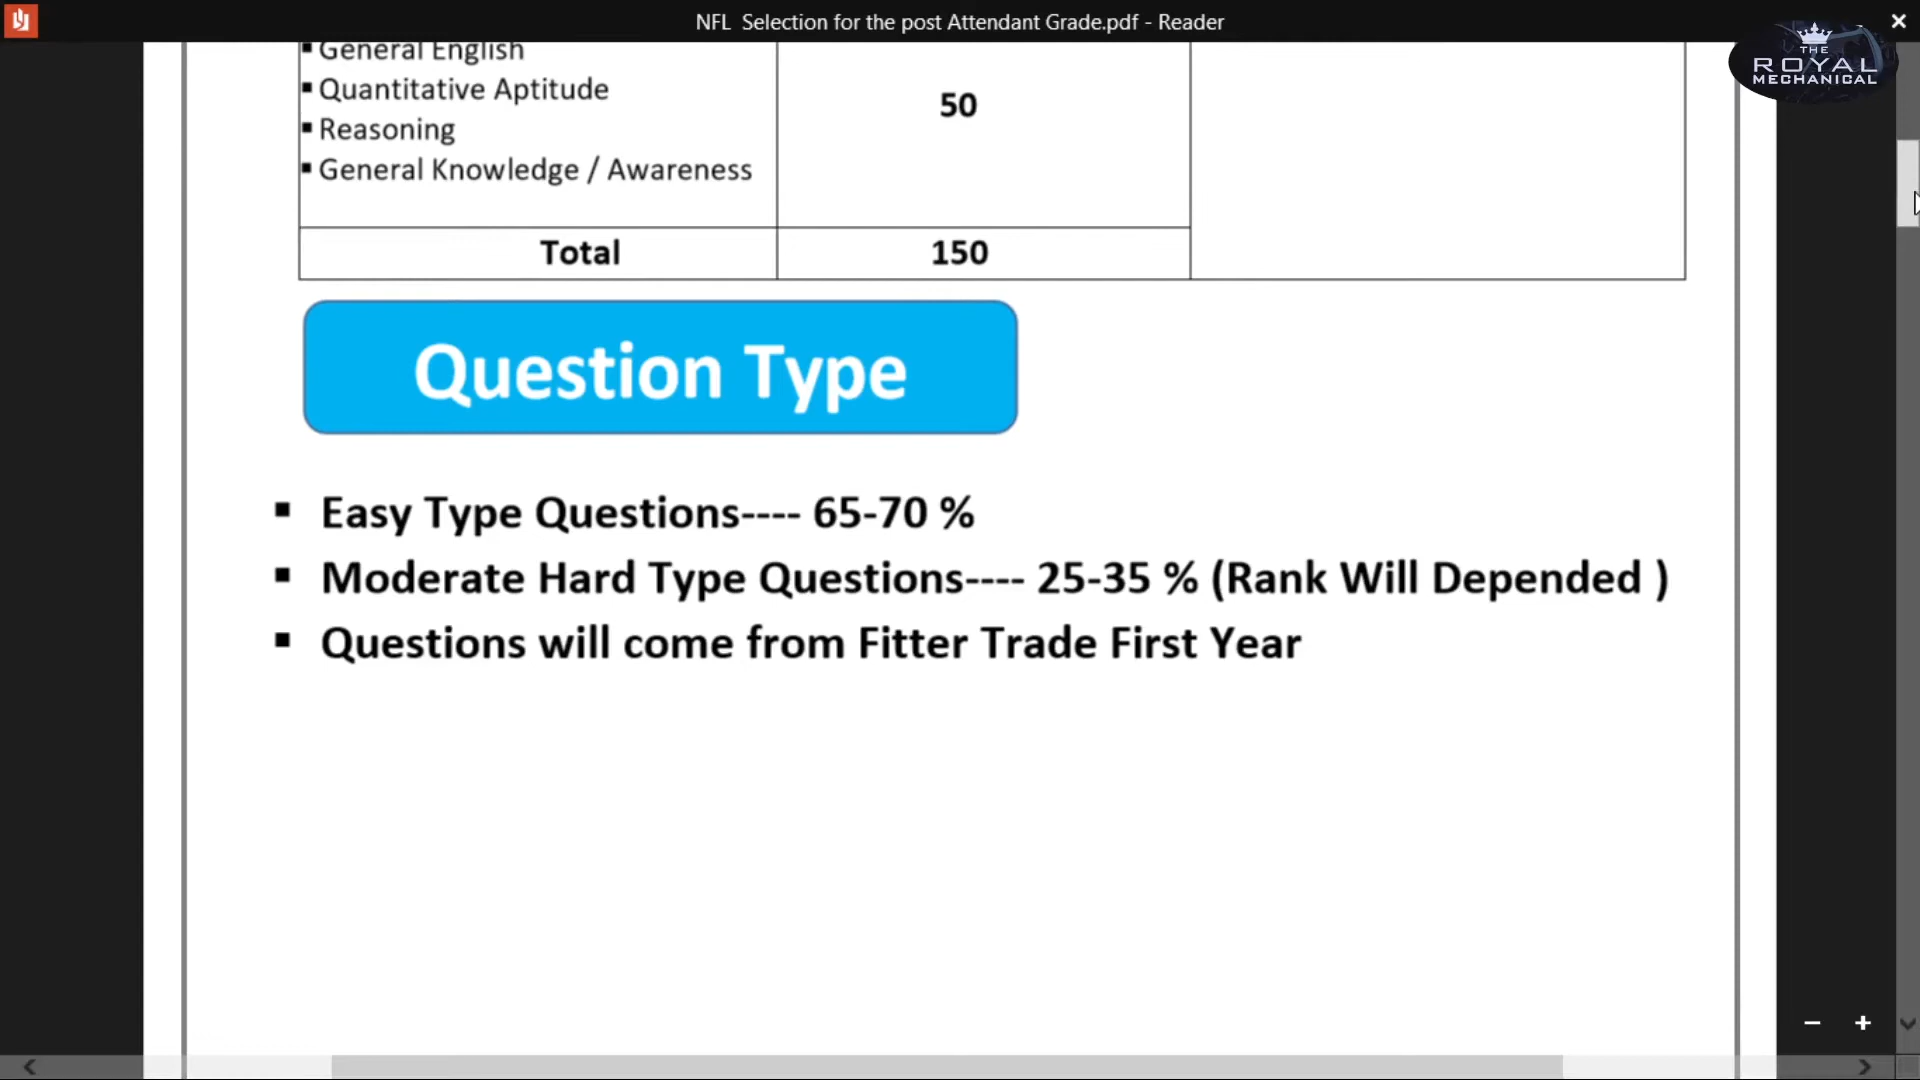 NFL  Selection for the post Attendant Grade.pdf - Reader
THE
ROYAL
MECHANICAL
▪ General English
▪ Quantitative Aptitude
▪ Reasoning
▪ General Knowledge / Awareness
50
Total 150
Question Type
▪ Easy Type Questions---- 65-70 %
▪ Moderate Hard Type Questions---- 25-35 % (Rank Will Depended )
▪ Questions will come from Fitter Trade First Year